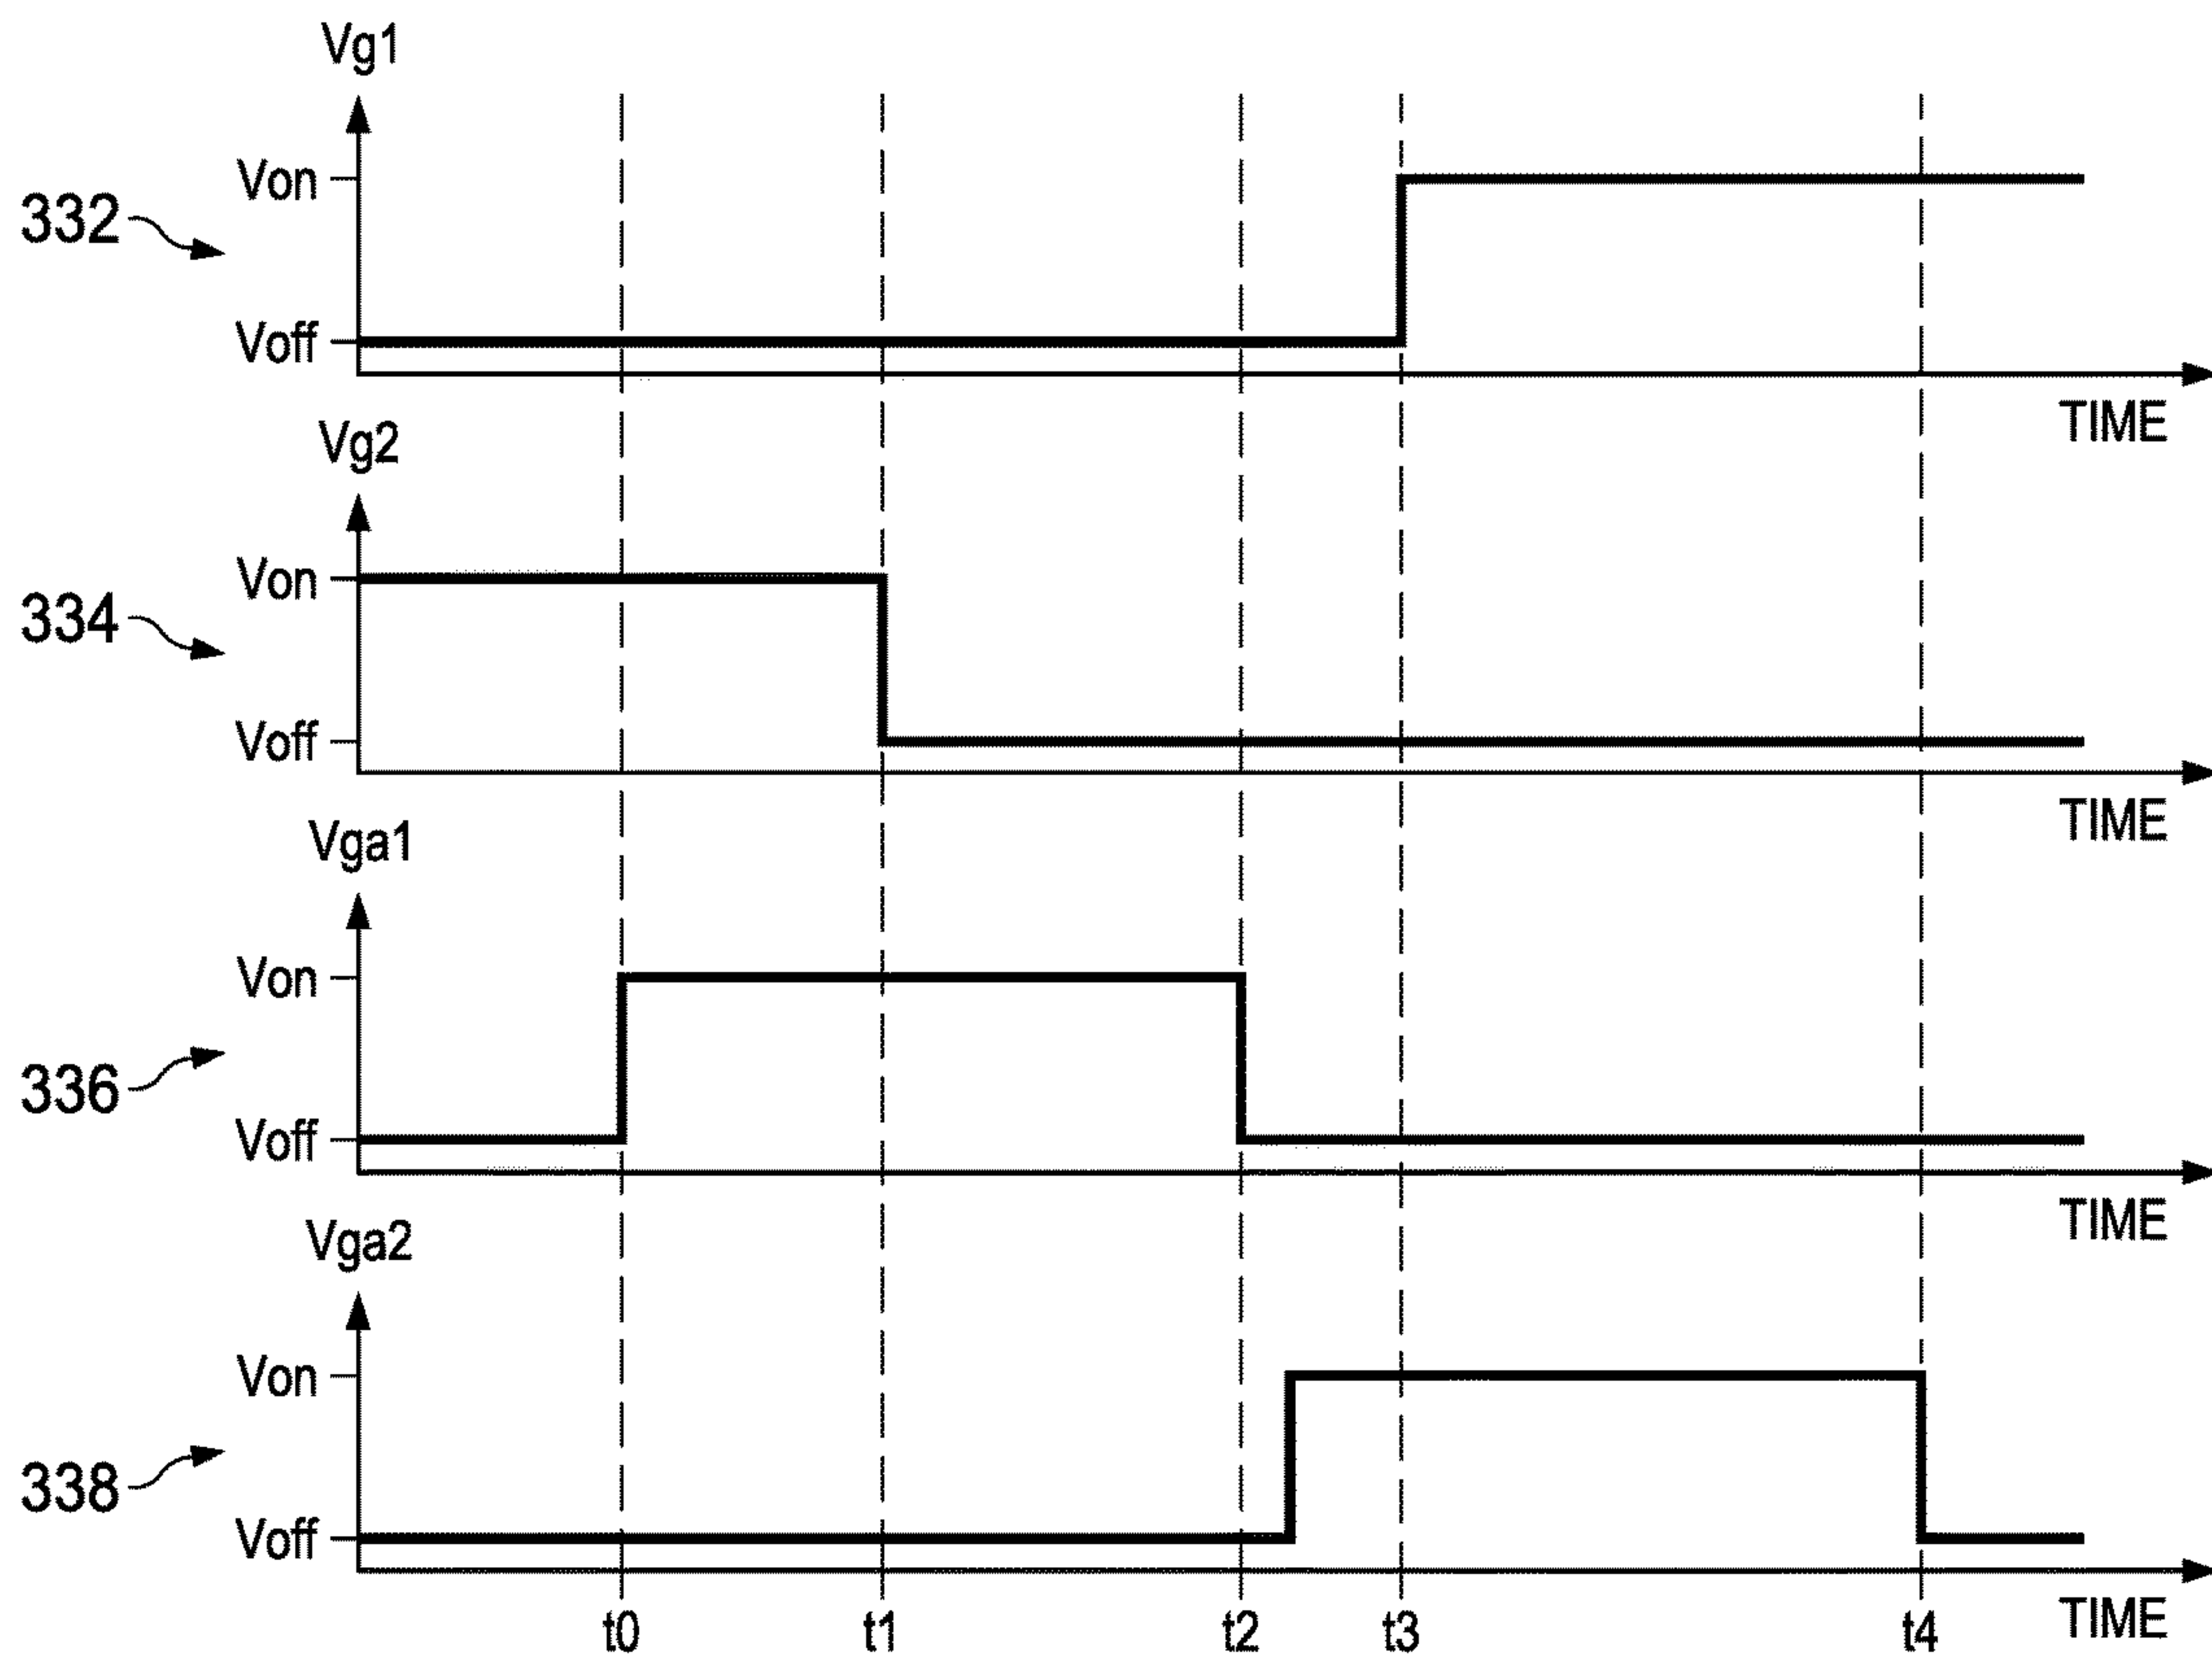 Vg1
Von
332
Voff
TIME
Vg2
Von
334
Voff
TIME
Vga1
Von
336
Voff
TIME
Vga2
Von
338
Voff
t0 t1 t2 t3 t4 TIME